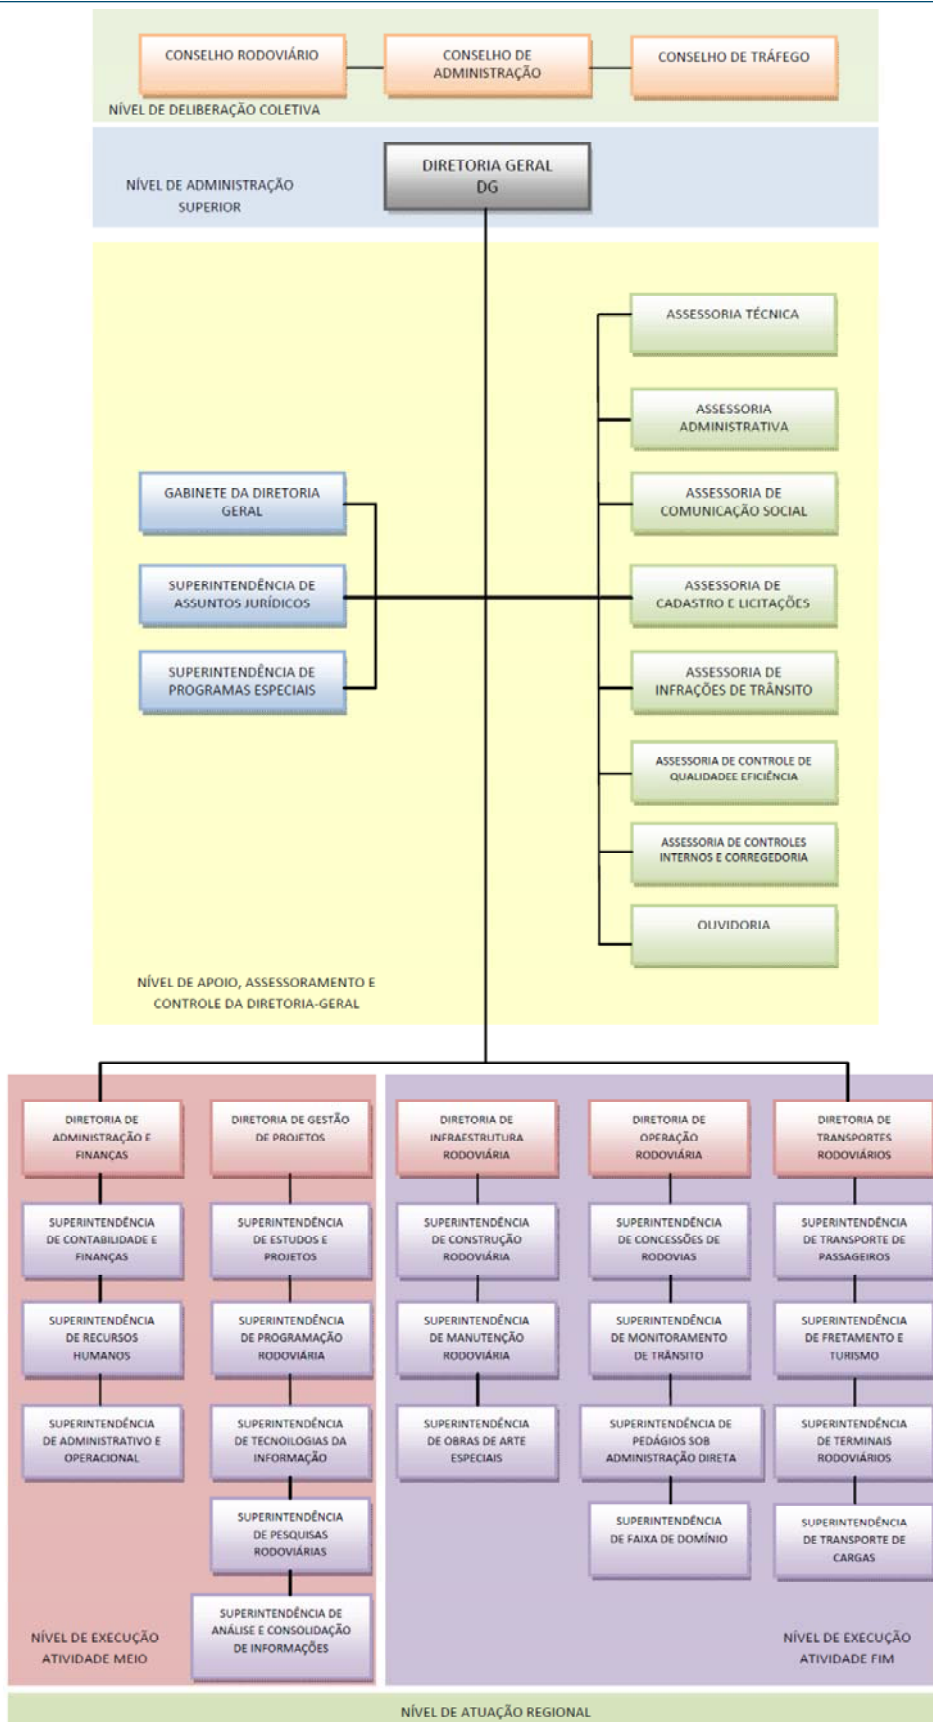 CONSELHO RODOVIÁRIO
CONSELHO DE
ADMINISTRAÇÃO
CONSELHO DE TRÁFEGO
NÍVEL DE DELIBERAÇÃO COLETIVA
DIRETORIA GERAL
DG
NÍVEL DE ADMINISTRAÇÃO
SUPERIOR
ASSESSORIA TÉCNICA
ASSESSORIA
ADMINISTRATIVA
GABINETE DA DIRETORIA
GERAL
ASSESSORIA DE
COMUNICAÇÃO SOCIAL
SUPERINTENDÊNCIA DE
ASSUNTOS JURÍDICOS
ASSESSORIA DE
CADASTRO E LICITAÇÕES
SUPERINTENDÊNCIA DE
PROGRAMAS ESPECIAIS
ASSESSORIA DE
INFRAÇÕES DE TRÂNSITO
ASSESSORIA DE CONTROLE DE
QUALIDADEE EFICIÊNCIA
ASSESSORIA DE CONTROLES
INTERNOS E CORREGEDORIA
OUVIDORIA
NÍVEL DE APOIO, ASSESSORAMENTO E
CONTROLE DA DIRETORIA-GERAL
DIRETORIA DE
ADMINISTRAÇÃO E
FINANÇAS
DIRETORIA DE GESTÃO
DE PROJETOS
DIRETORIA DE
INFRAESTRUTURA
RODOVIÁRIA
DIRETORIA DE
OPERAÇÃO
RODOVIÁRIA
DIRETORIA DE
TRANSPORTES
RODOVIÁRIOS
SUPERINTENDÊNCIA
DE CONTABILIDADE E
FINANÇAS
SUPERINTENDÊNCIA
DE ESTUDOS E
PROJETOS
SUPERINTENDÊNCIA
DE CONSTRUÇÃO
RODOVIÁRIA
SUPERINTENDÊNCIA
DE CONCESSÕES DE
RODOVIAS
SUPERINTENDÊNCIA
DE TRANSPORTE DE
PASSAGEIROS
SUPERINTENDÊNCIA
DE RECURSOS
HUMANOS
SUPERINTENDÊNCIA
DE PROGRAMAÇÃO
RODOVIÁRIA
SUPERINTENDÊNCIA
DE MANUTENÇÃO
RODOVIÁRIA
SUPERINTENDÊNCIA
DE MONITORAMENTO
DE TRÂNSITO
SUPERINTENDÊNCIA
DE FRETAMENTO E
TURISMO
SUPERINTENDÊNCIA
DE ADMINISTRATIVO E
OPERACIONAL
SUPERINTENDÊNCIA
DE TECNOILOGIAS DA
INFORMAÇÃO
SUPERINTENDÊNCIA
DE OBRAS DE ARTE
ESPECIAIS
SUPERINTENDÊNCIA DE
PEDÁGIOS SOB
ADMINISTRAÇÃO DIRETA
SUPERINTENDÊNCIA
DE TERMINAIS
RODOVIÁRIOS
SUPERINTENDÊNCIA
DE PESQUISAS
RODOVIÁRIAS
SUPERINTENDÊNCIA
DE FAIXA DE DOMÍNIO
SUPERINTENDÊNCIA
DE TRANSPORTE DE
CARGAS
SUPERINTENDÊNCIA DE
ANÁLISE E CONSOLIDAÇÃO
DE INFORMAÇÕES
NÍVEL DE EXECUÇÃO
ATIVIDADE MEIO
NÍVEL DE EXECUÇÃO
ATIVIDADE FIM
NÍVEL DE ATUAÇÃO REGIONAL